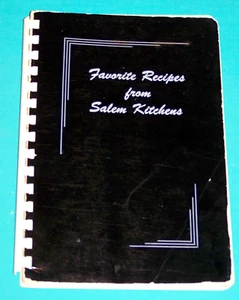 Favorite Recipes
from
Salem Kitchens